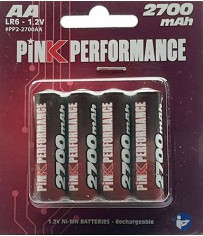 AA
2700
mAh
LR6 - 1,2V
#PP2-2700AA
PiNK PERFORMANCE
2700mAh
2700mAh
2700mAh
2700mAh
1.2V NI-MH BATTERIES - Rechargeable